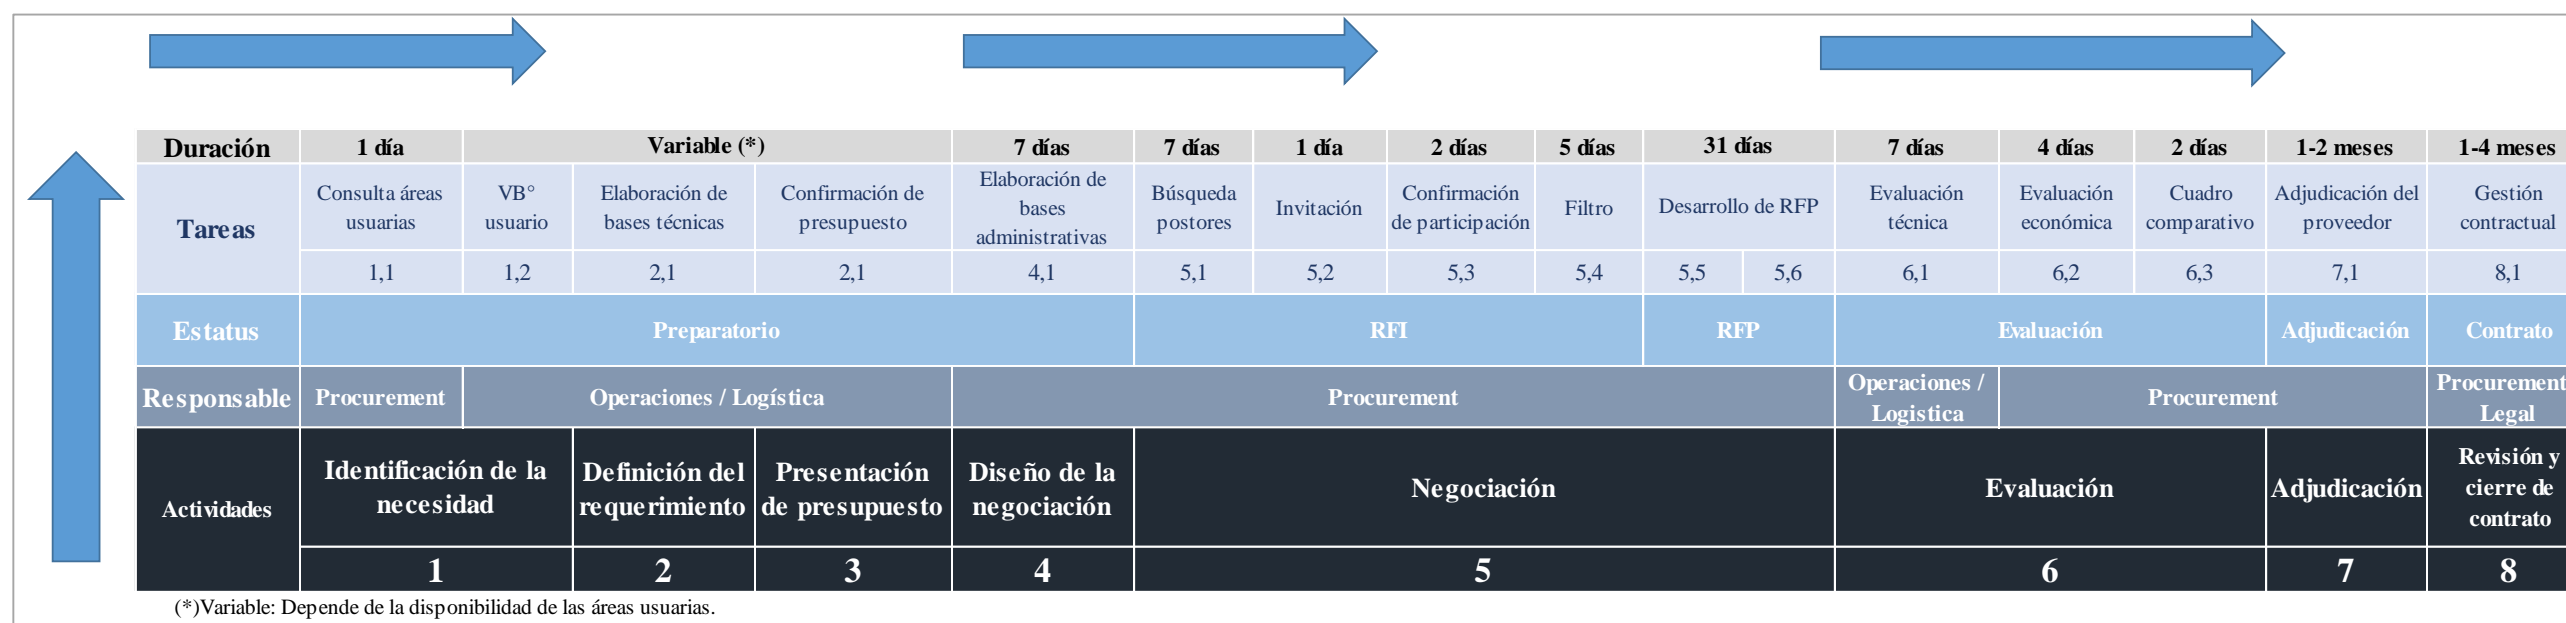 Duración 1 día Variable (*) 7 días 7 días 1 día 2 días 5 días 31 días 7 días 4 días 2 días 1-2 meses 1-4 meses
Tareas
Consulta áreas
usuarias
VB°
usuario
Elaboración de
bases técnicas
Confirmación de
presupuesto
Elaboración de
bases
administrativas
Búsqueda
postores
Invitación
Confirmación
de participación
Filtro
Desarrollo de RFP
Evaluación
técnica
Evaluación
económica
Cuadro
comparativo
Adjudicación del
proveedor
Gestión
contractual
1,1 1,2 2,1 2,1 4,1 5,1 5,2 5,3 5,4 5,5 5,6 6,1 6,2 6,3 7,1 8,1
Estatus Preparatorio RFI RFP Evaluación Adjudicación Contrato
Responsable
Procurement
Operaciones / Logística
Procurement
Operaciones /
Logistica
Procurement
Procurement
Legal
Actividades
Identificación de la
necesidad
Definición del
requerimiento
Presentación
de presupuesto
Diseño de la
negociación
Negociación
Evaluación
Adjudicación
Revisión y
cierre de
contrato
1 2 3 4 5 6 7 8
(*)Variable: Depende de la disponibilidad de las áreas usuarias.